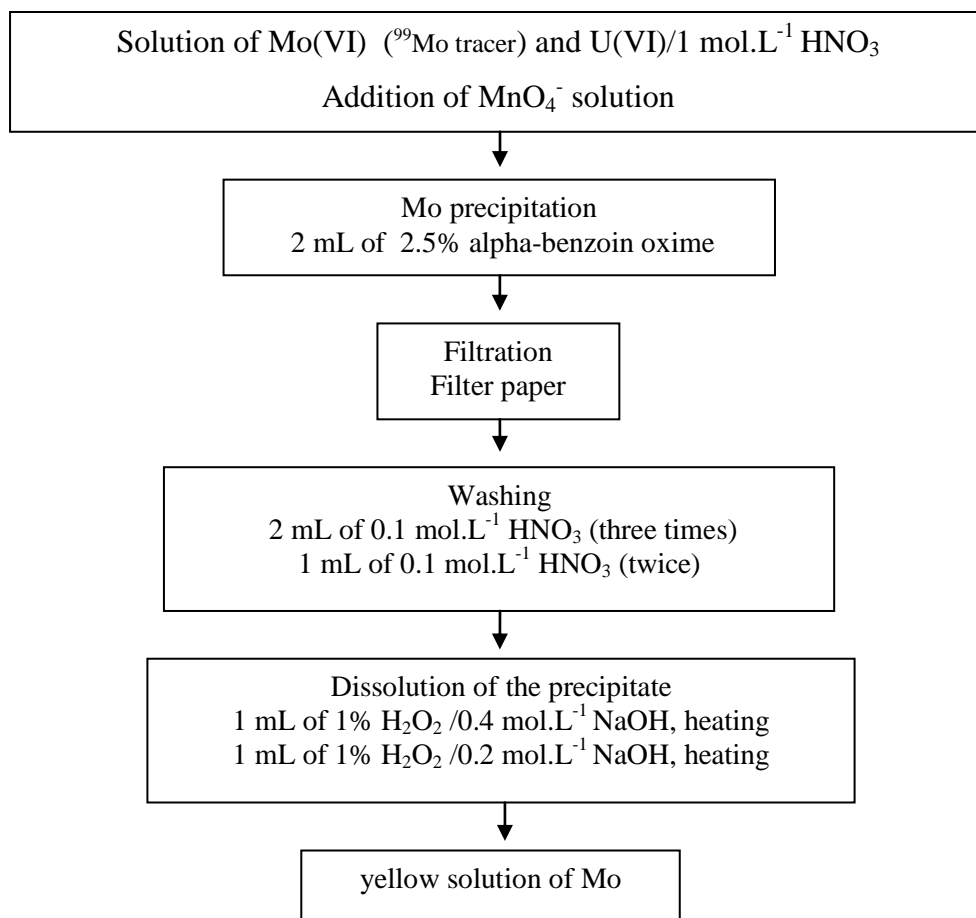 Solution of Mo(VI) (⁹⁹Mo tracer) and U(VI)/1 mol.L⁻¹ HNO₃
Addition of MnO₄⁻ solution
Mo precipitation
2 mL of 2.5% alpha-benzoin oxime
Filtration
Filter paper
Washing
2 mL of 0.1 mol.L⁻¹ HNO₃ (three times)
1 mL of 0.1 mol.L⁻¹ HNO₃ (twice)
Dissolution of the precipitate
1 mL of 1% H₂O₂ /0.4 mol.L⁻¹ NaOH, heating
1 mL of 1% H₂O₂ /0.2 mol.L⁻¹ NaOH, heating
yellow solution of Mo